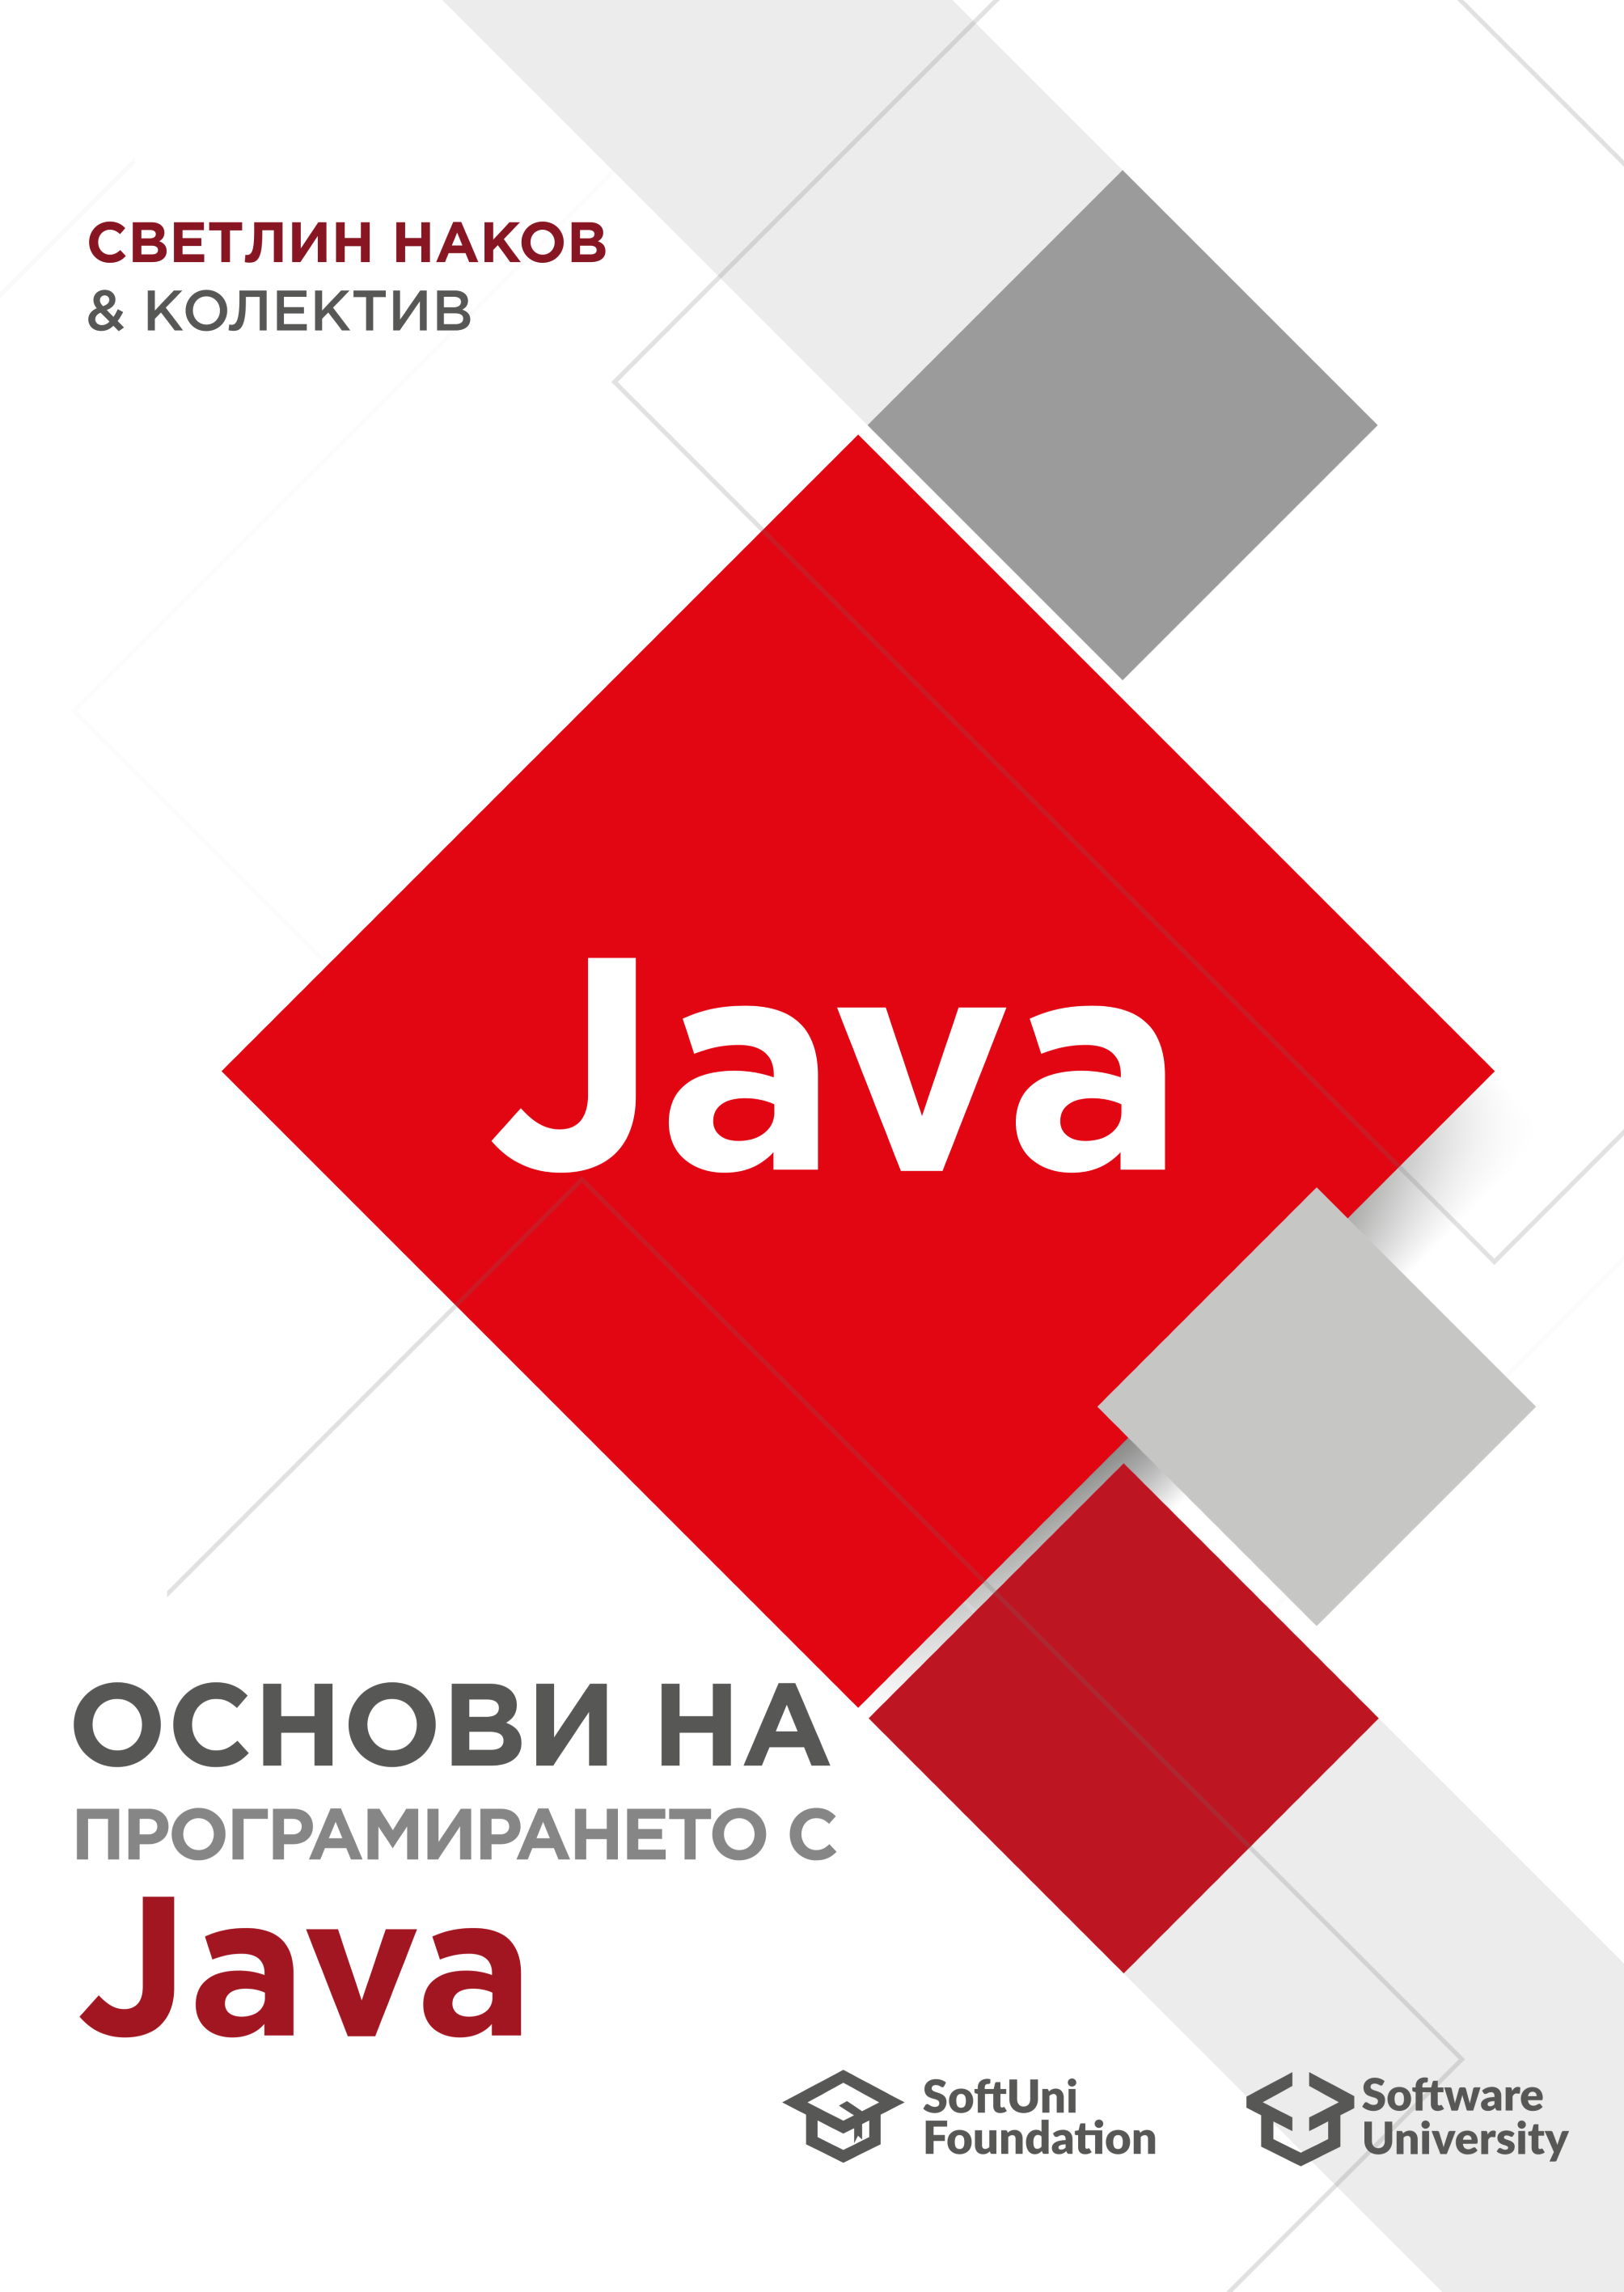 СВЕТЛИН НАКОВ
& КОЛЕКТИВ
Java
ОСНОВИ НА
ПРОГРАМИРАНЕТО С
Java
SoftUni
Foundation
Software
University